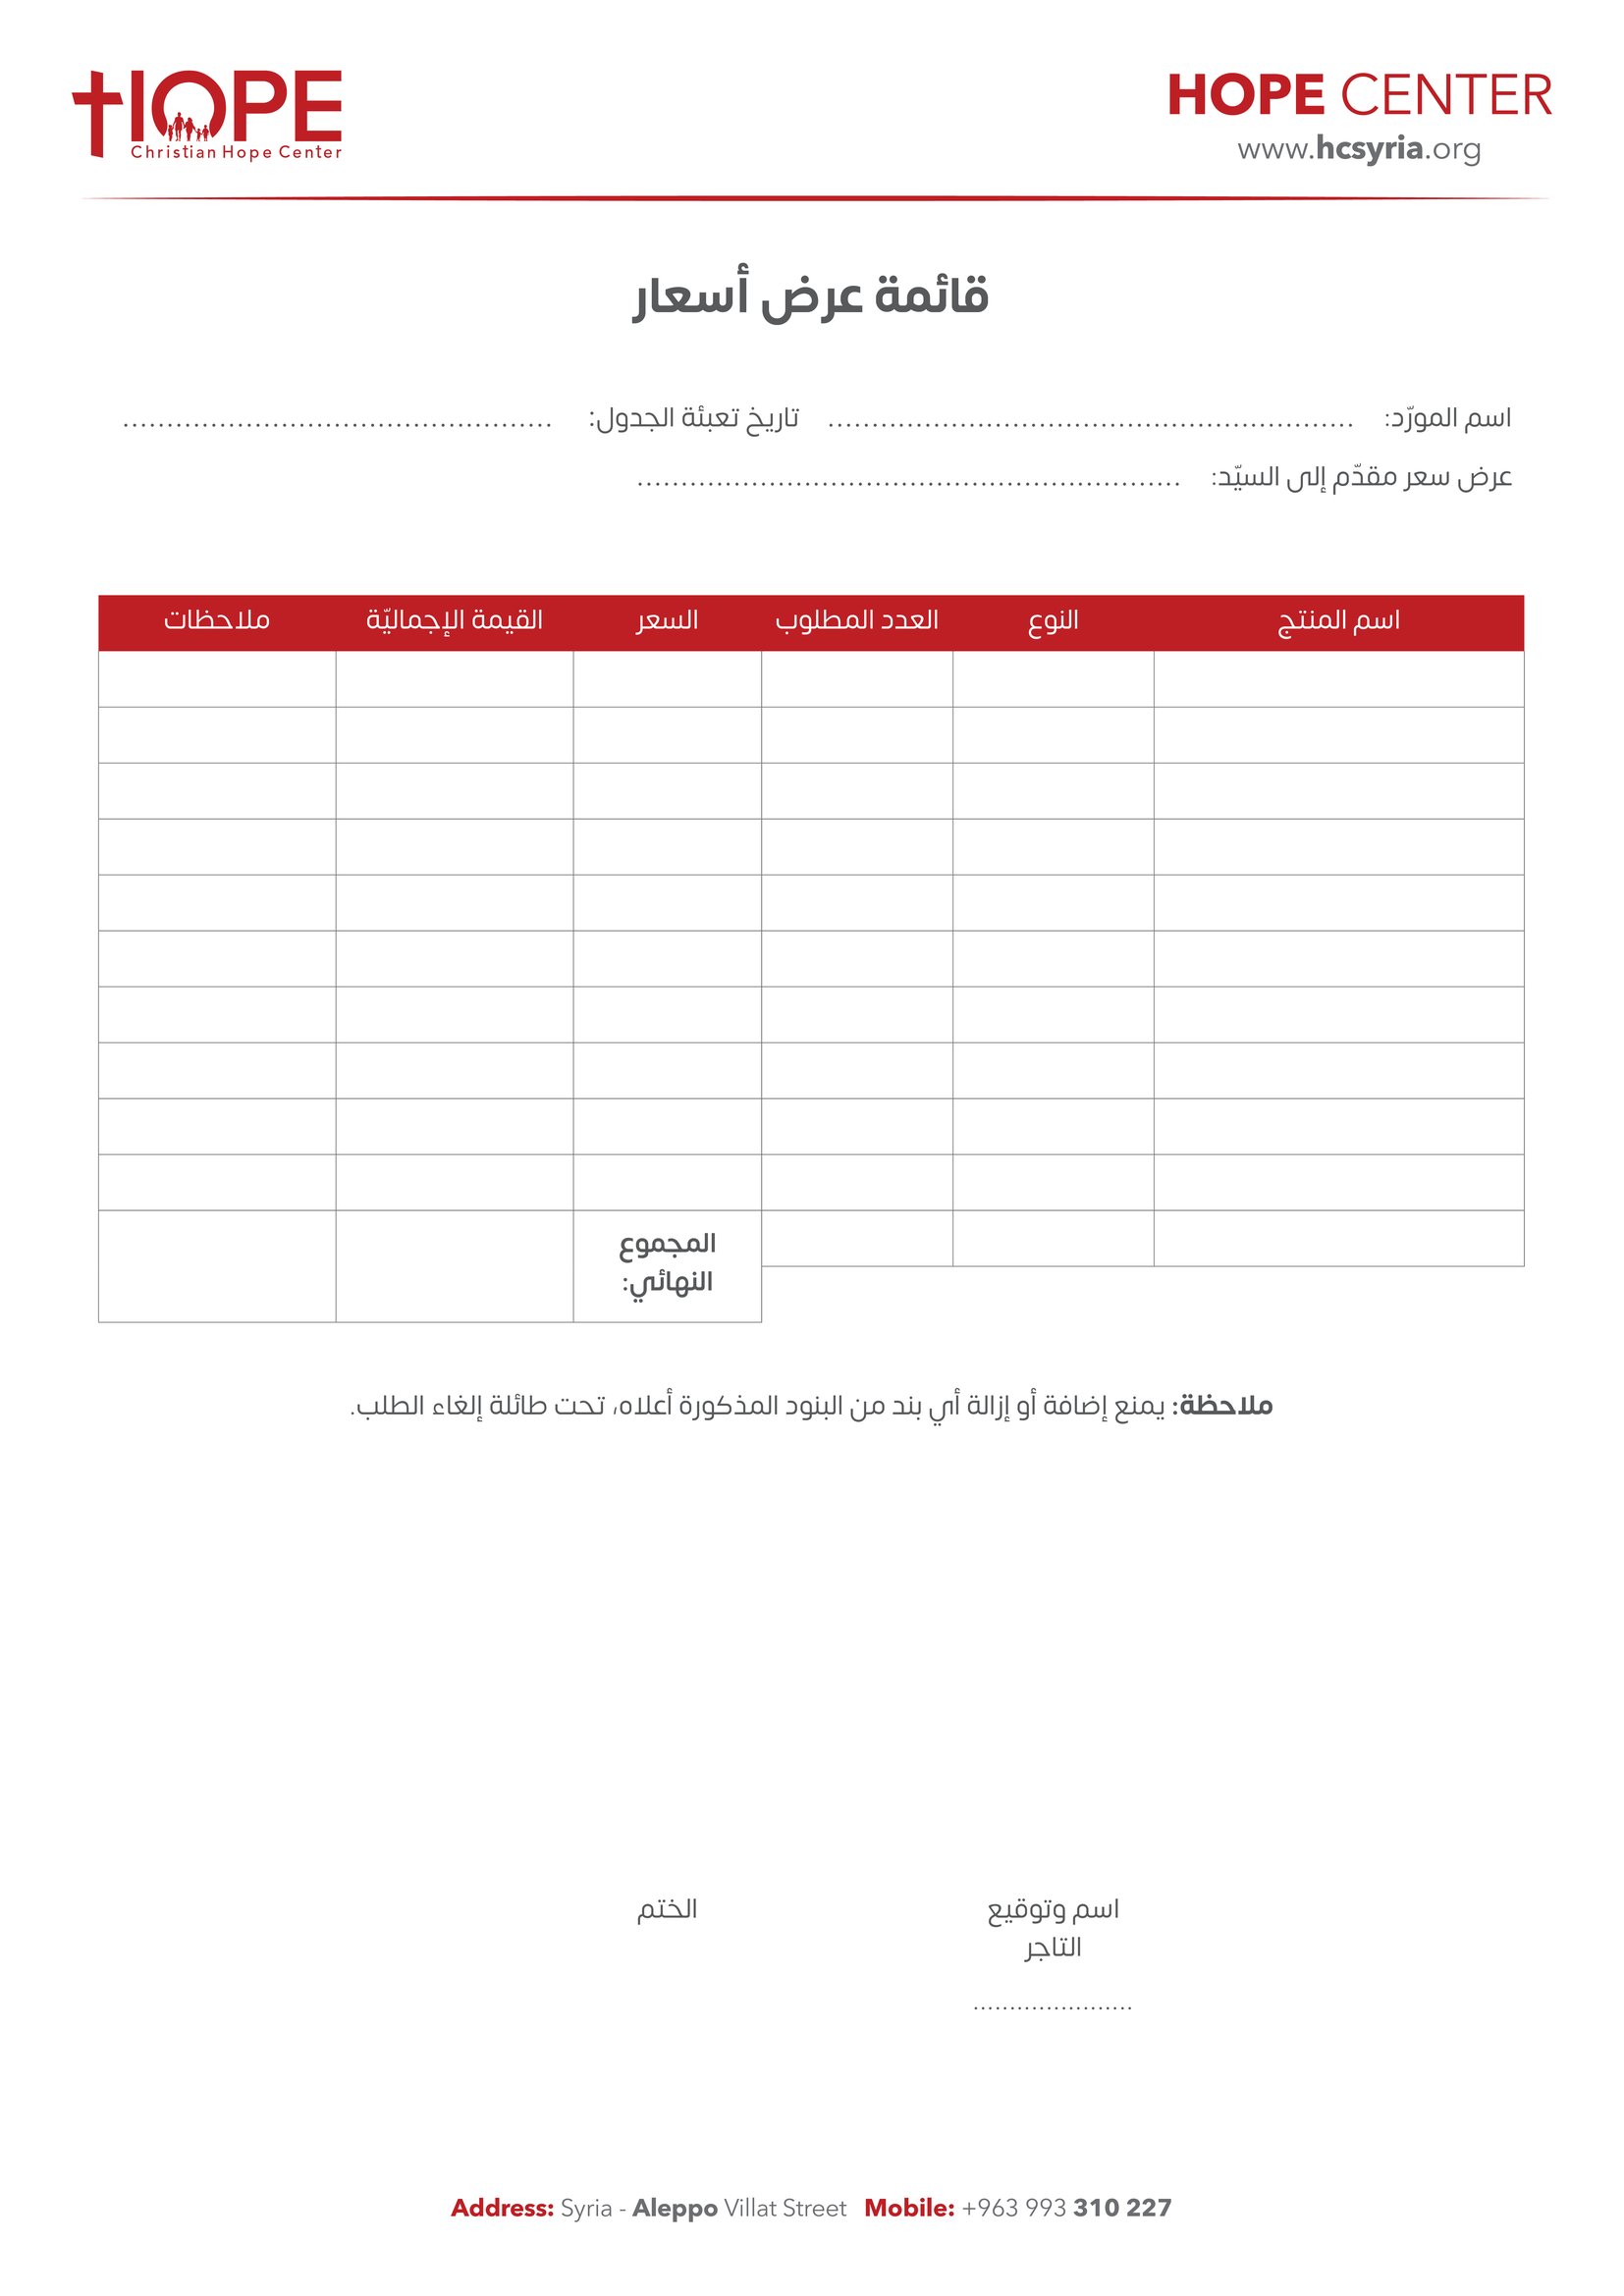 HOPE
Christian Hope Center
HOPE CENTER
www.hcsyria.org
قائمة عرض أسعار
اسم المورّد: ............................................................ تاريخ تعبئة الجدول: .................................................
عرض سعر مقدّم إلى السيّد: ..............................................................
اسم المنتج النوع العدد المطلوب السعر القيمة الإجماليّة ملاحظات
المجموع
النهائي:
ملاحظة: يمنع إضافة أو إزالة أي بند من البنود المذكورة أعلاه، تحت طائلة إلغاء الطلب.
اسم وتوقيع الختم
التاجر
......................
Address: Syria - Aleppo Villat Street Mobile: +963 993 310 227